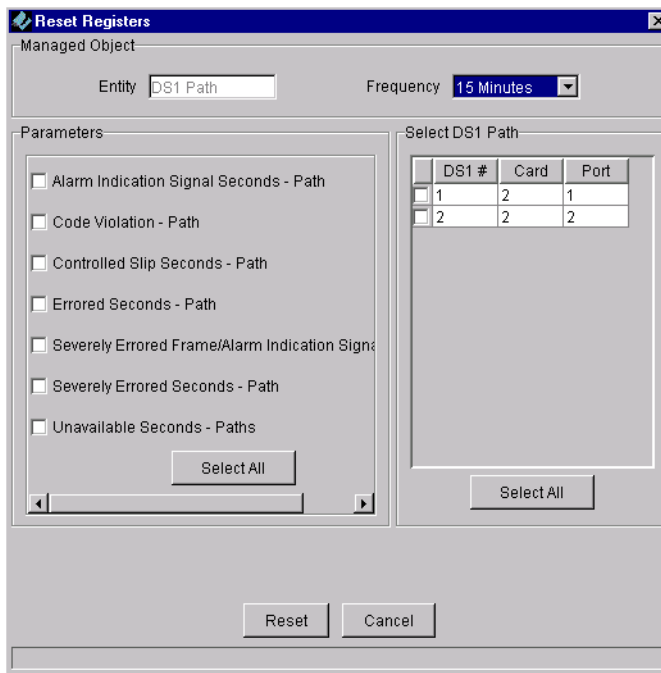 Reset Registers
Managed Object
Entity DS1 Path Frequency 15 Minutes
Parameters
Alarm Indication Signal Seconds - Path
Code Violation - Path
Controlled Slip Seconds - Path
Errored Seconds - Path
Severely Errored Frame/Alarm Indication Signa
Severely Errored Seconds - Path
Unavailable Seconds - Paths
Select All
Select DS1 Path
DS1 # Card Port
1 2 1
2 2 2
Select All
Reset Cancel